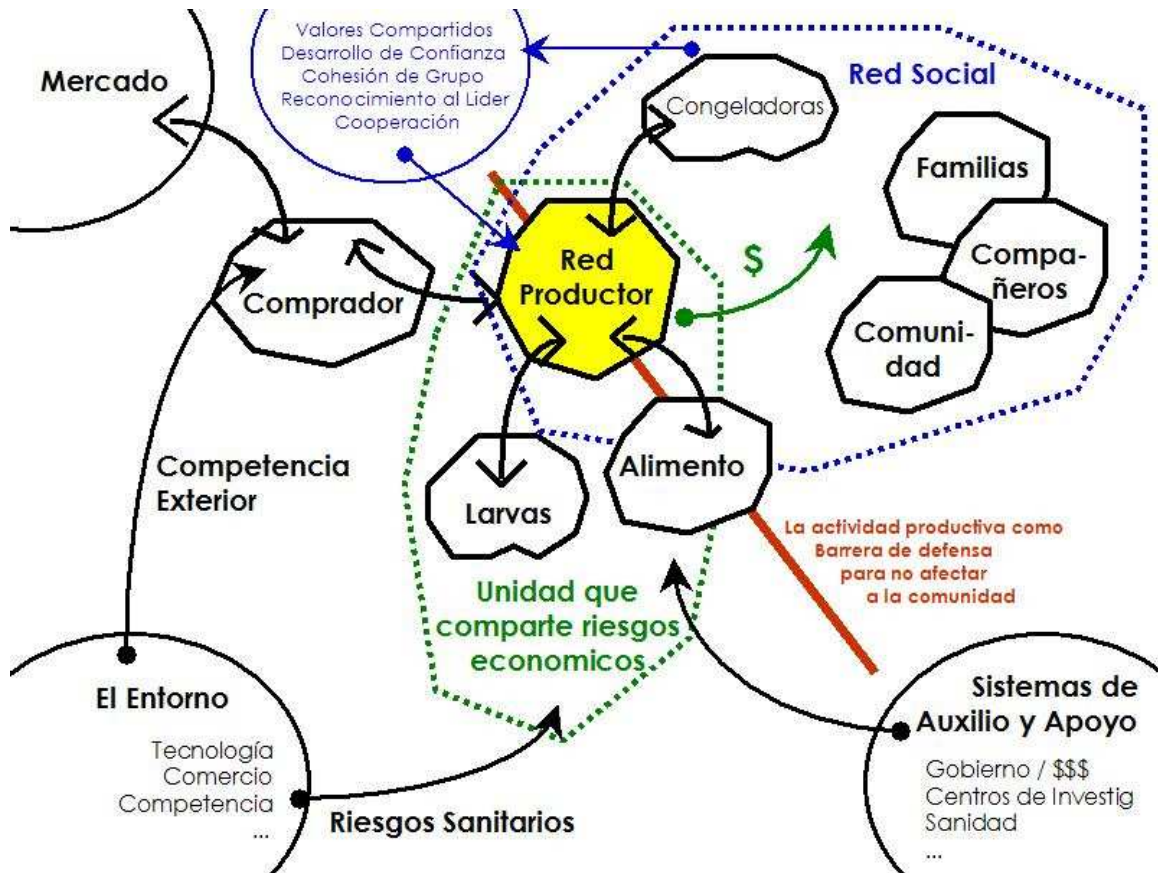 Valores Compartidos
Desarrollo de Confianza
Cohesión de Grupo
Reconocimiento al Lider
Cooperación
Mercado
Red Social
Congeladoras
Familias
Compa-
ñeros
Comuni-
dad
Red
Productor
$
Comprador
Competencia
Exterior
Larvas
Alimento
La actividad productiva como
Barrera de defensa
para no afectar
a la comunidad
Unidad que
comparte riesgos
economicos
El Entorno
Tecnología
Comercio
Competencia
...
Riesgos Sanitarios
Sistemas de
Auxilio y Apoyo
Gobierno / $$$
Centros de Investig
Sanidad
...